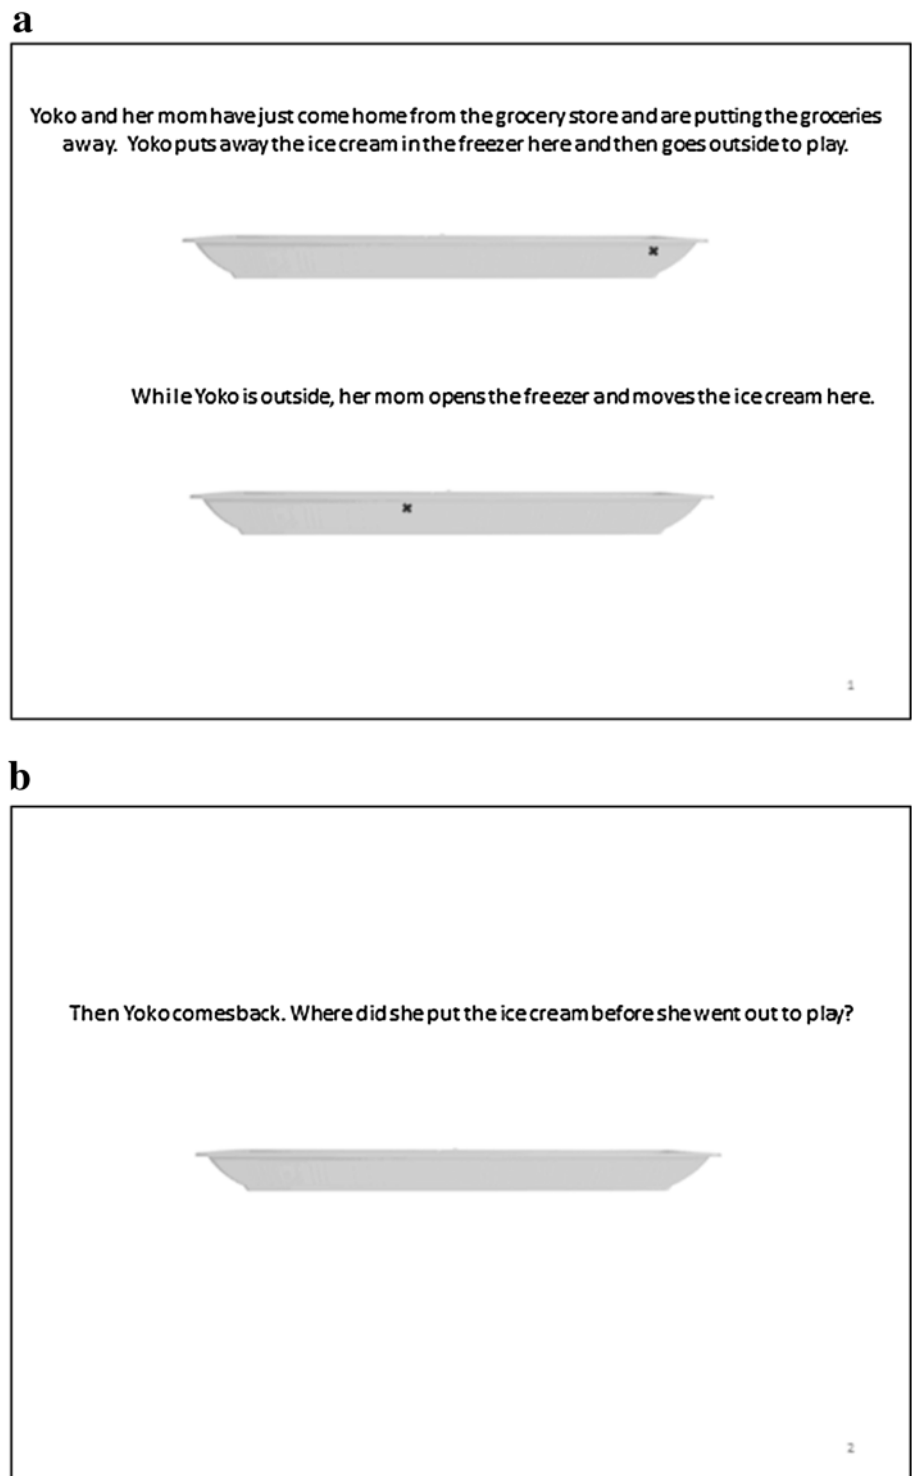 a
Yoko and her mom have just come home from the grocery store and are putting the groceries
away. Yoko puts away the ice cream in the freezer here and then goes outside to play.
While Yoko is outside, her mom opens the freezer and moves the ice cream here.
1
b
Then Yoko comes back. Where did she put the ice cream before she went out to play?
2